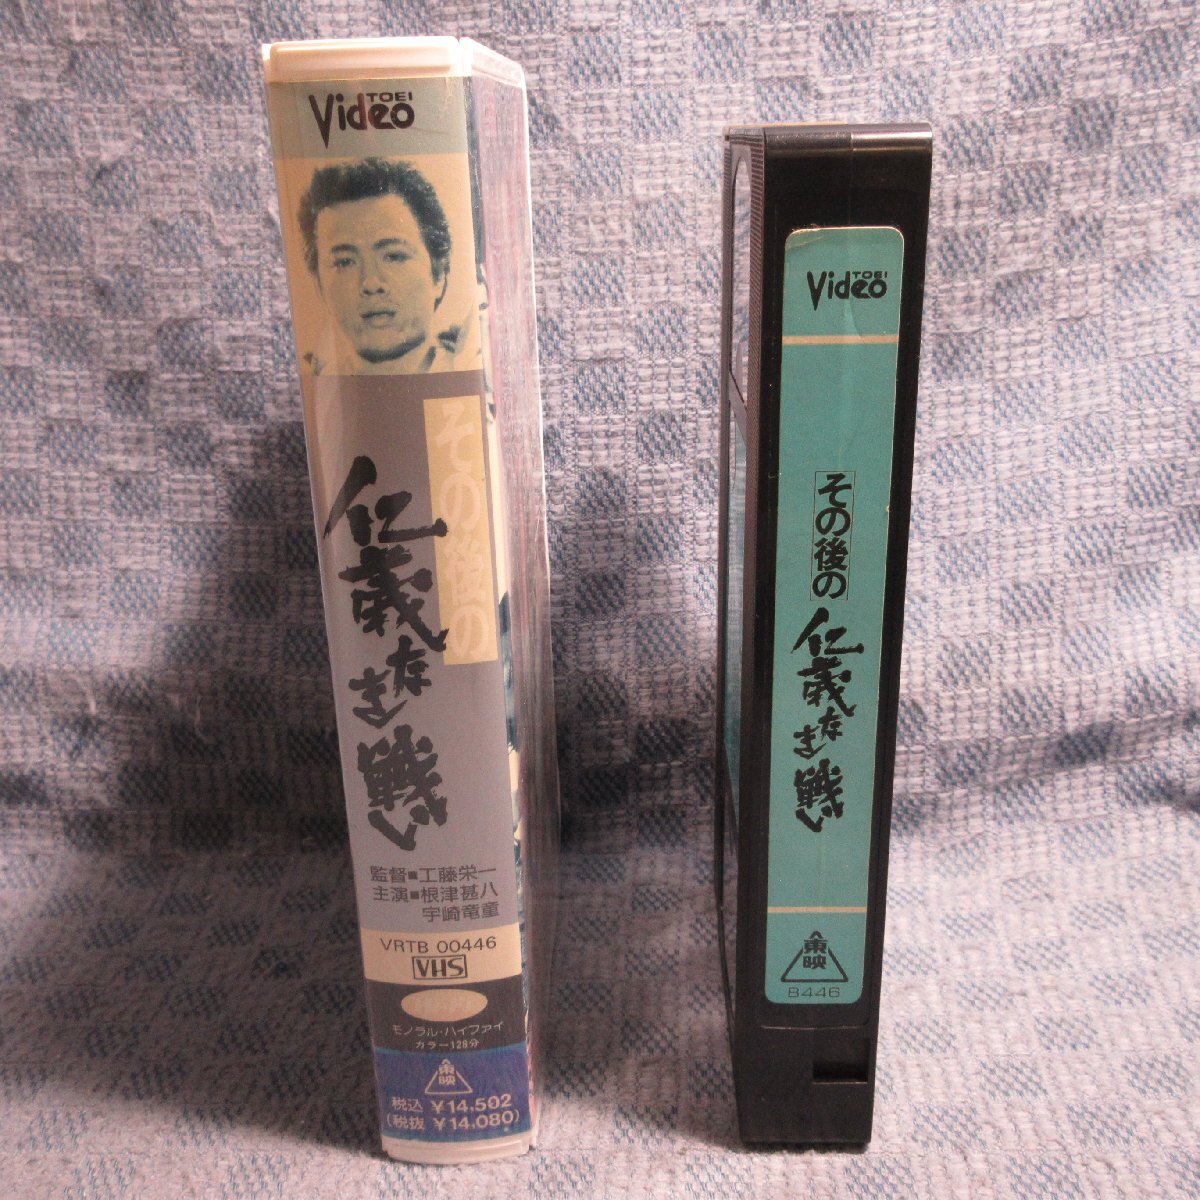 TOEI
Video
その後の
仁義なき戦い
監督■工藤栄一
主演■根津甚八
宇崎竜童
VRTB 00446
VHS
モノラル・ハイファイ
カラー128分
東映
税込 ¥14,502
(税抜 ¥14,080)
TOEI
Video
その後の
仁義なき戦い
東映
B446